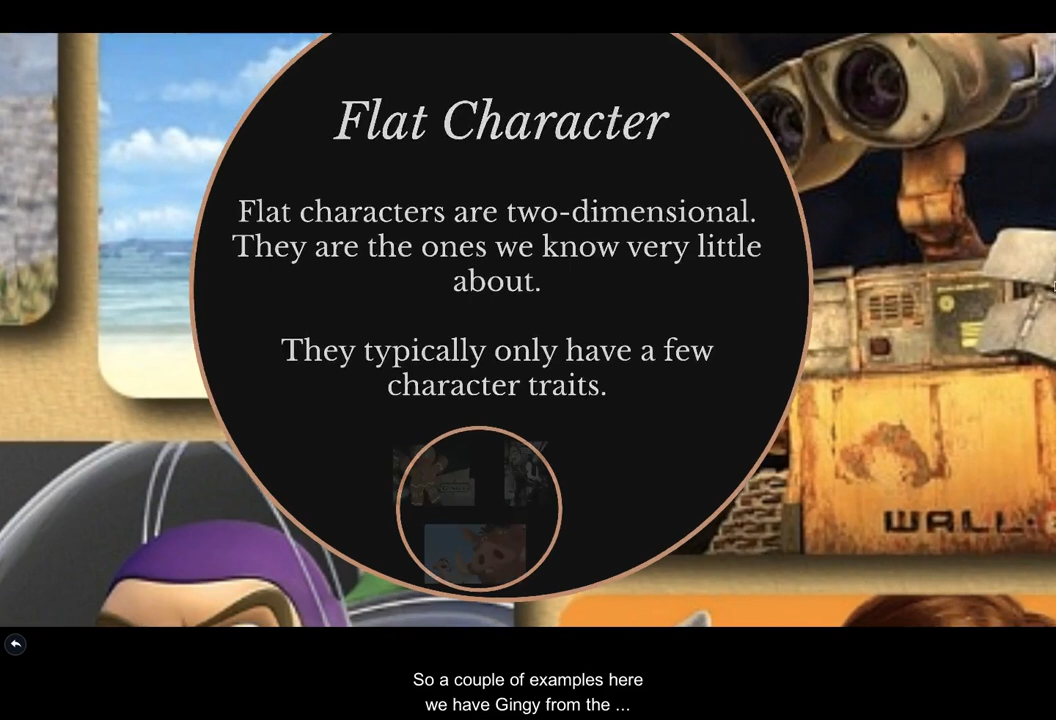 Flat Character
Flat characters are two-dimensional.
They are the ones we know very little
about.
They typically only have a few
character traits.
WALL·
So a couple of examples here
we have Gingy from the ...